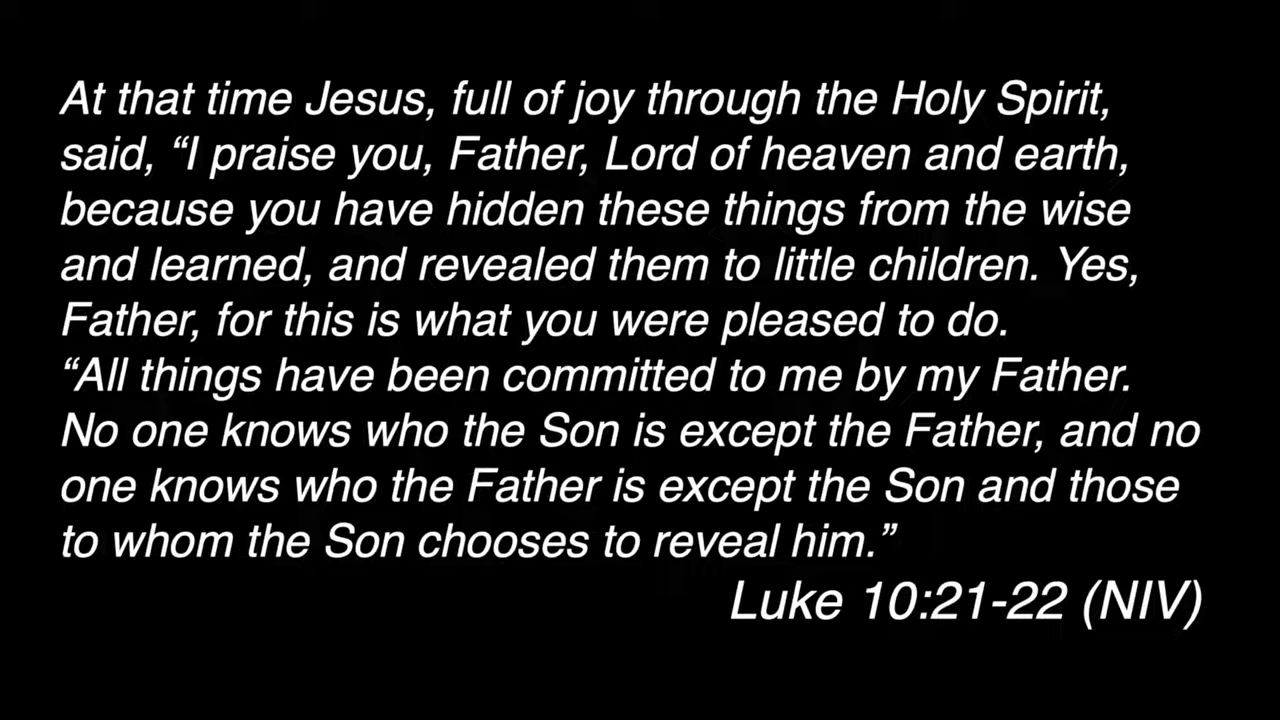 At that time Jesus, full of joy through the Holy Spirit,
said, “I praise you, Father, Lord of heaven and earth,
because you have hidden these things from the wise
and learned, and revealed them to little children. Yes,
Father, for this is what you were pleased to do.
“All things have been committed to me by my Father.
No one knows who the Son is except the Father, and no
one knows who the Father is except the Son and those
to whom the Son chooses to reveal him.”
Luke 10:21-22 (NIV)